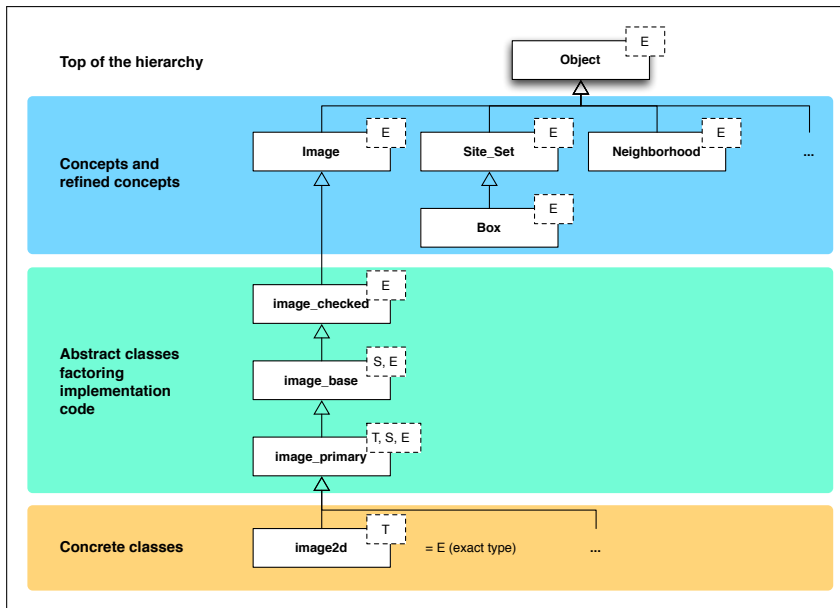 E
Top of the hierarchy
Object
E
E
E
Image
Site_Set
Neighborhood
...
Concepts and
refined concepts
E
Box
E
image_checked
Abstract classes
factoring
implementation
code
S, E
image_base
T, S, E
image_primary
T
Concrete classes
image2d
= E (exact type)
...